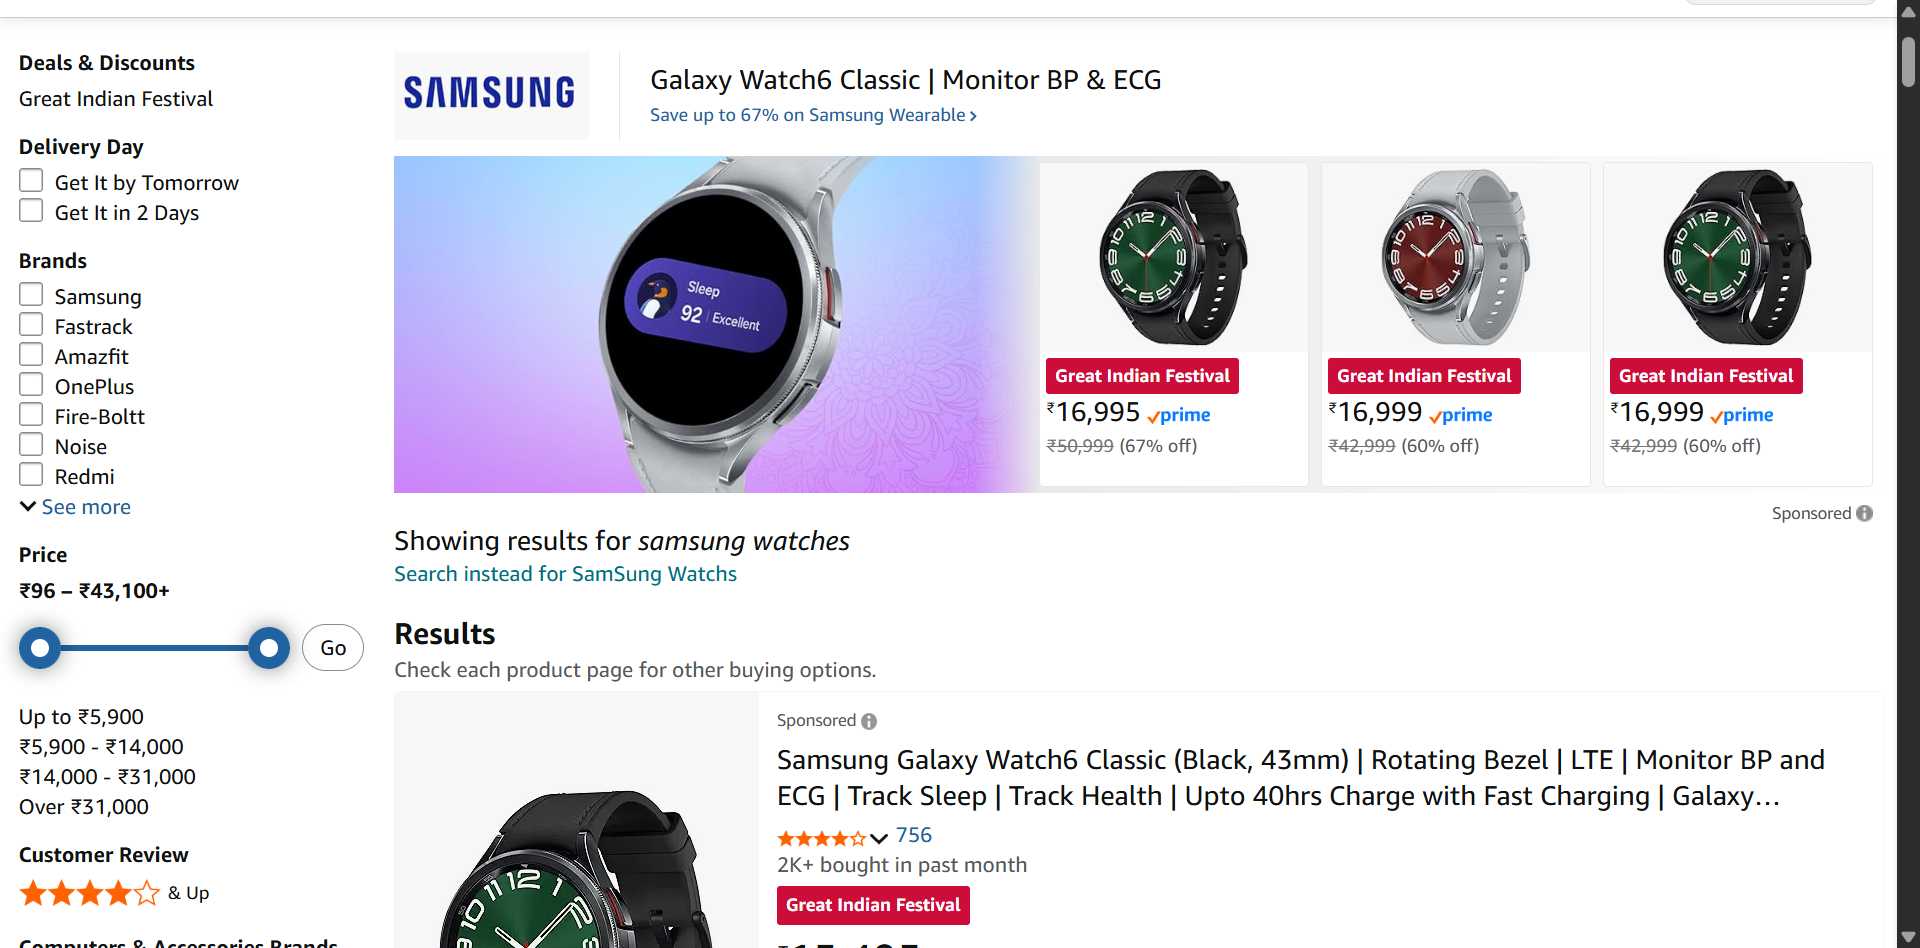 Deals & Discounts
Great Indian Festival
Delivery Day
Get It by Tomorrow
Get It in 2 Days
Brands
Samsung
Fastrack
Amazfit
OnePlus
Fire-Boltt
Noise
Redmi
See more
Price
₹96 – ₹43,100+
Go
Up to ₹5,900
₹5,900 - ₹14,000
₹14,000 - ₹31,000
Over ₹31,000
Customer Review
& Up
Computers & Accessories Brands
SAMSUNG
Galaxy Watch6 Classic | Monitor BP & ECG
Save up to 67% on Samsung Wearable ›
Sleep
92 | Excellent
Great Indian Festival
₹16,995 prime
₹50,999 (67% off)
Great Indian Festival
₹16,999 prime
₹42,999 (60% off)
Great Indian Festival
₹16,999 prime
₹42,999 (60% off)
Sponsored
Showing results for samsung watches
Search instead for SamSung Watchs
Results
Check each product page for other buying options.
Sponsored
Samsung Galaxy Watch6 Classic (Black, 43mm) | Rotating Bezel | LTE | Monitor BP and
ECG | Track Sleep | Track Health | Upto 40hrs Charge with Fast Charging | Galaxy…
756
2K+ bought in past month
Great Indian Festival